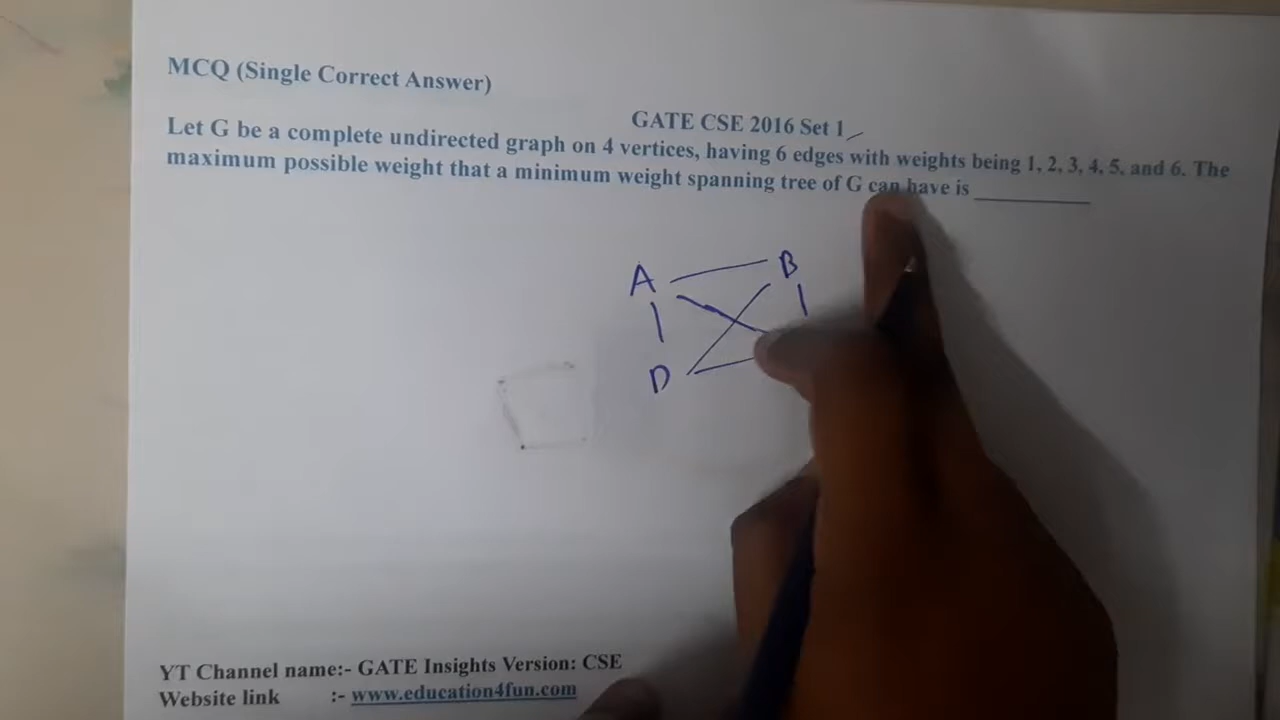 MCQ (Single Correct Answer)
GATE CSE 2016 Set 1
Let G be a complete undirected graph on 4 vertices, having 6 edges with weights being 1, 2, 3, 4, 5, and 6. The
maximum possible weight that a minimum weight spanning tree of G can have is __________
A B
D
YT Channel name:- GATE Insights Version: CSE
Website link :- www.education4fun.com